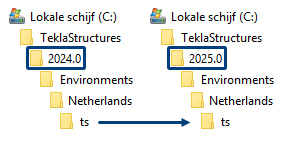 Lokale schijf (C:)
TeklaStructures
2024.0
Environments
Netherlands
ts
Lokale schijf (C:)
TeklaStructures
2025.0
Environments
Netherlands
ts